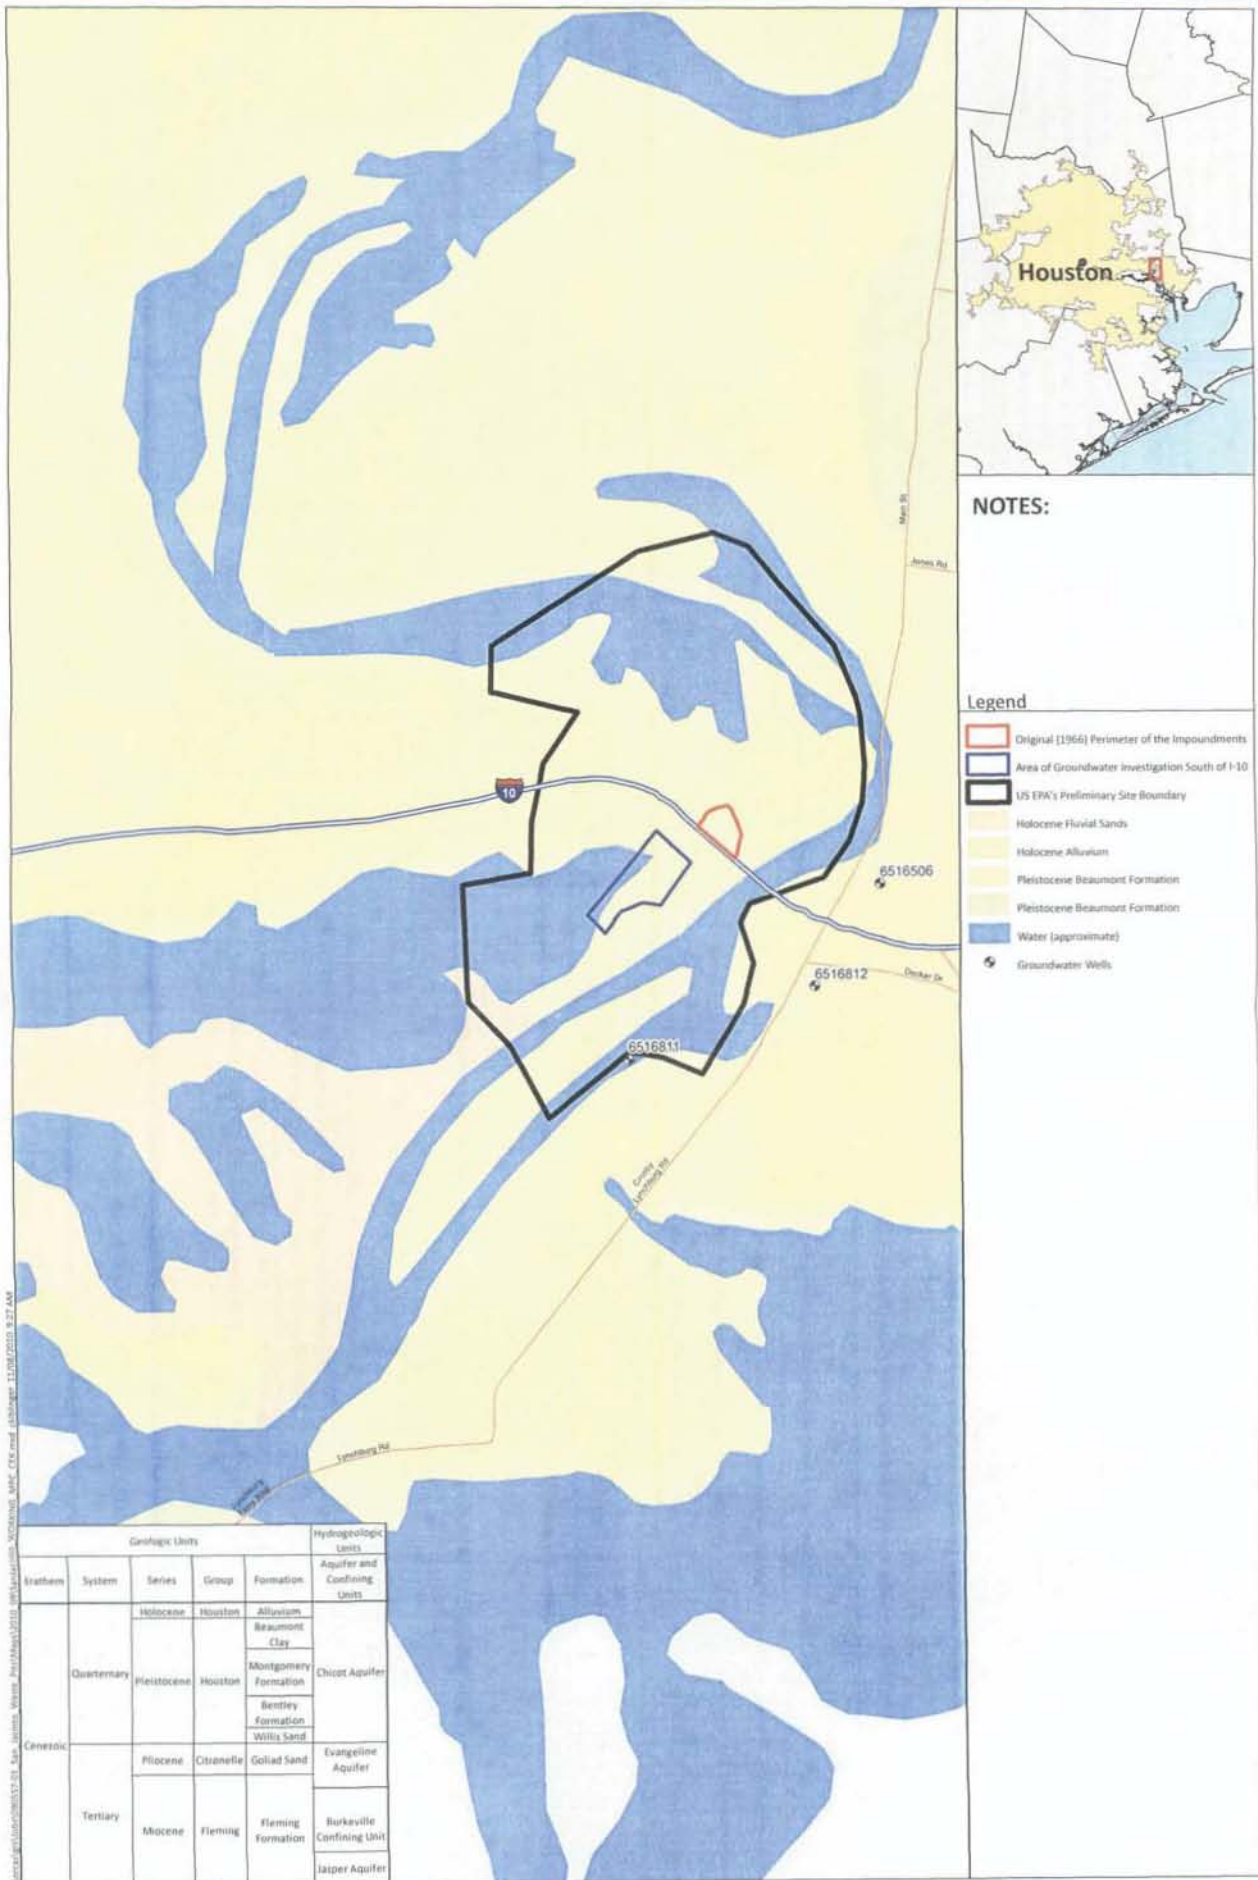 Houston
NOTES:
Main St
Jones Rd
10
6516506
6516812
Decker Dr
6516811
Crosby
Lynchburg Rd
Lynchburg Rd
Legend
Original (1966) Perimeter of the Impoundments
Area of Groundwater Investigation South of I-10
US EPA's Preliminary Site Boundary
Holocene Fluvial Sands
Holocene Alluvium
Pleistocene Beaumont Formation
Pleistocene Beaumont Formation
Water (approximate)
Groundwater Wells
Geologic Units
Hydrogeologic
Units
Erathem
System
Series
Group
Formation
Aquifer and
Confining
Units
Cenezoic
Quarternary
Holocene
Houston
Alluvium
Pleistocene
Houston
Beaumont
Clay
Montgomery
Formation
Bentley
Formation
Willis Sand
Chicot Aquifer
Tertiary
Pliocene
Citronelle
Goliad Sand
Evangeline
Aquifer
Miocene
Fleming
Fleming
Formation
Burkeville
Confining Unit
Jasper Aquifer